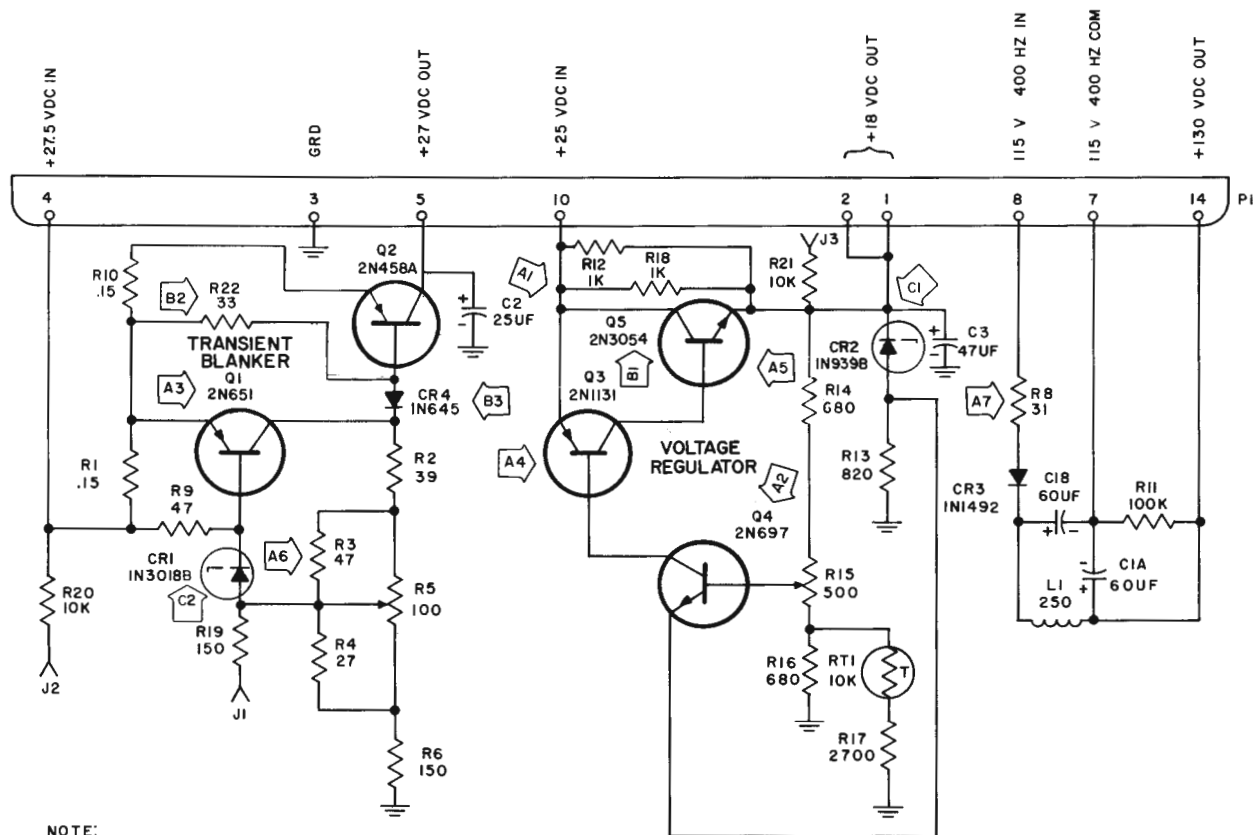 +27.5 VDC IN
GRD
+27 VDC OUT
+25 VDC IN
+18 VDC OUT
115 V 400 HZ IN
115 V 400 HZ COM
+130 VDC OUT
4
3
5
10
2
1
8
7
14
P1
R10
.15
B2
R22
33
TRANSIENT
BLANKER
Q2
2N458A
+
-
C2
25UF
A3
Q1
2N651
CR4
1N645
B3
R1
.15
R9
47
R2
39
CR1
1N3018B
C2
A6
R3
47
R5
100
R20
10K
R19
150
R4
27
J2
J1
R6
150
A1
R12
1K
R18
1K
J3
R21
10K
C1
Q5
2N3054
B1
A5
CR2
1N939B
+
-
C3
47UF
Q3
2N1131
A4
VOLTAGE
REGULATOR
R14
680
A2
R13
820
Q4
2N697
R15
500
R16
680
RT1
10K
T
R17
2700
A7
R8
31
CR3
1N1492
C18
60UF
+
-
R11
100K
-
+
C1A
60UF
L1
250
NOTE: